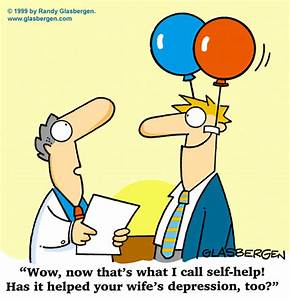 © 1999 by Randy Glasbergen.
www.glasbergen.com
GLASBERGEN
“Wow, now that’s what I call self-help!
Has it helped your wife’s depression, too?”